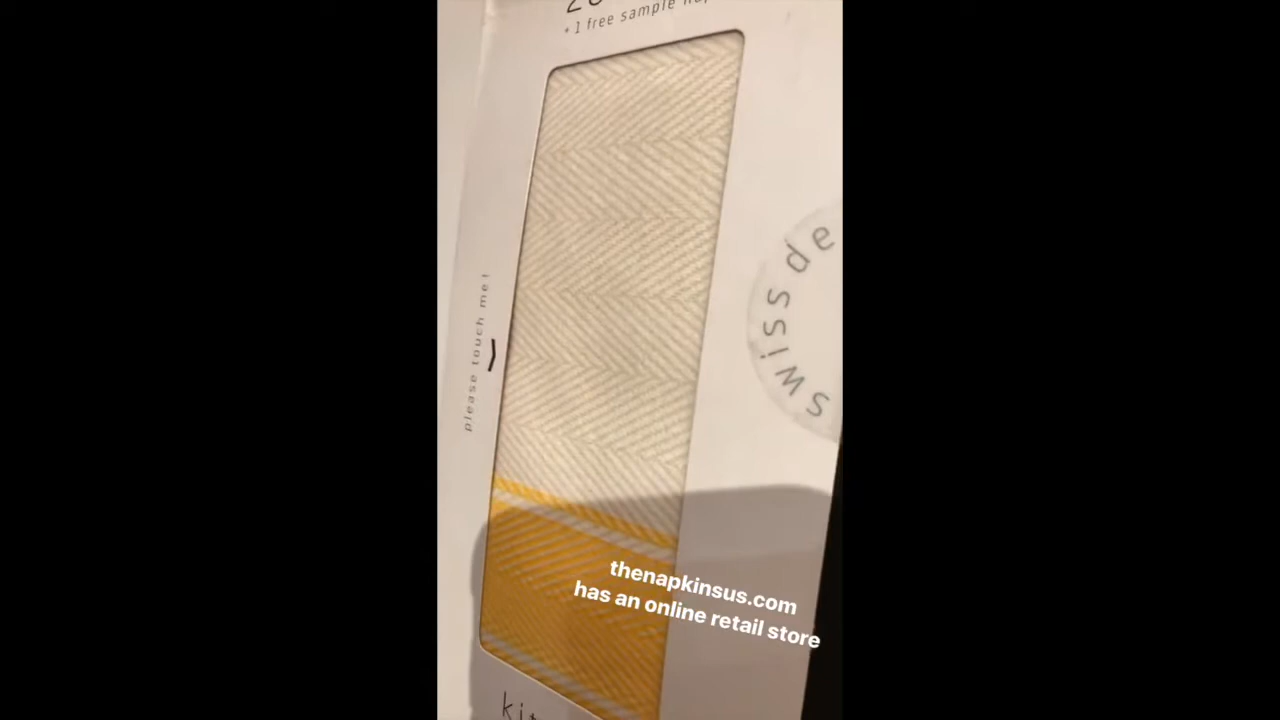 + 1 free sample
please touch me!
swiss de
thenapkinsus.com
has an online retail store